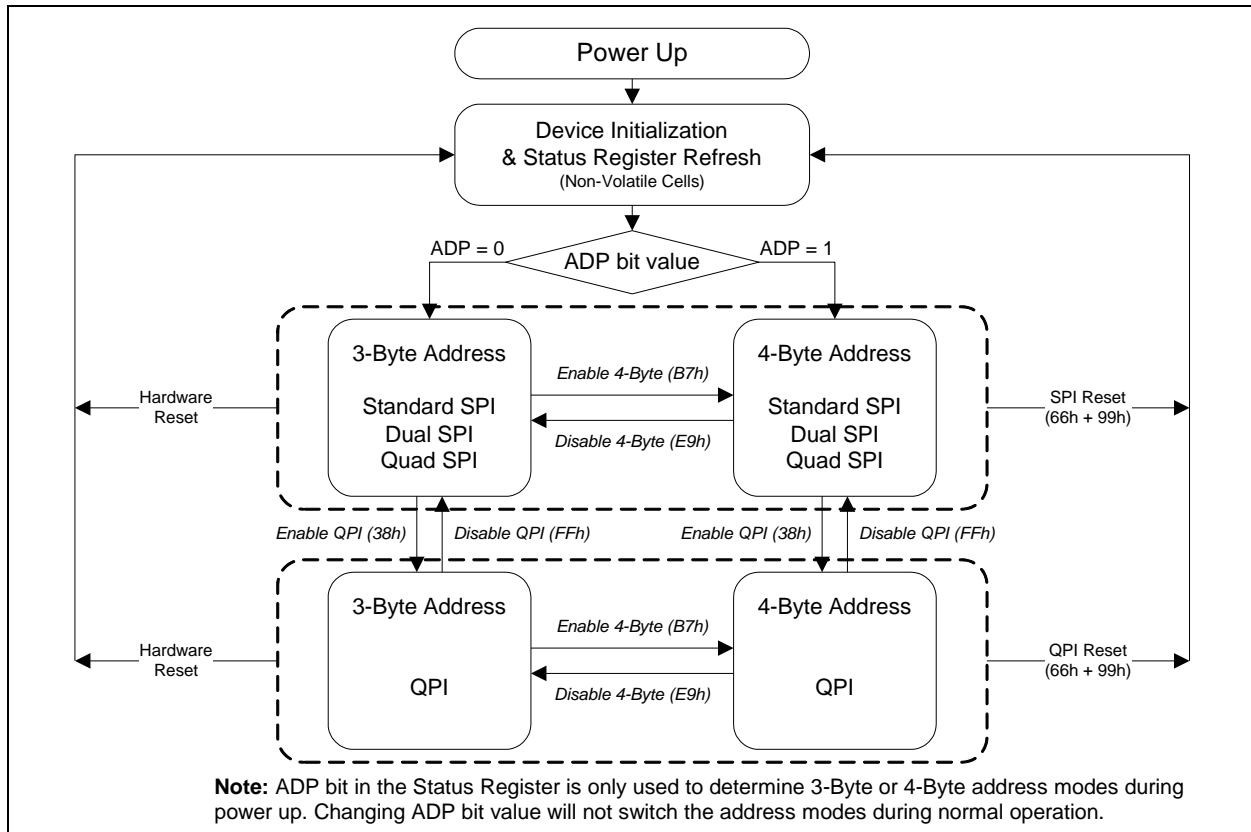 Power Up
Device Initialization
& Status Register Refresh
(Non-Volatile Cells)
ADP = 0
ADP bit value
ADP = 1
3-Byte Address
Standard SPI
Dual SPI
Quad SPI
Enable 4-Byte (B7h)
Disable 4-Byte (E9h)
4-Byte Address
Standard SPI
Dual SPI
Quad SPI
Hardware
Reset
SPI Reset
(66h + 99h)
Enable QPI (38h)
Disable QPI (FFh)
Enable QPI (38h)
Disable QPI (FFh)
3-Byte Address
QPI
Enable 4-Byte (B7h)
Disable 4-Byte (E9h)
4-Byte Address
QPI
Hardware
Reset
QPI Reset
(66h + 99h)
Note: ADP bit in the Status Register is only used to determine 3-Byte or 4-Byte address modes during
power up. Changing ADP bit value will not switch the address modes during normal operation.